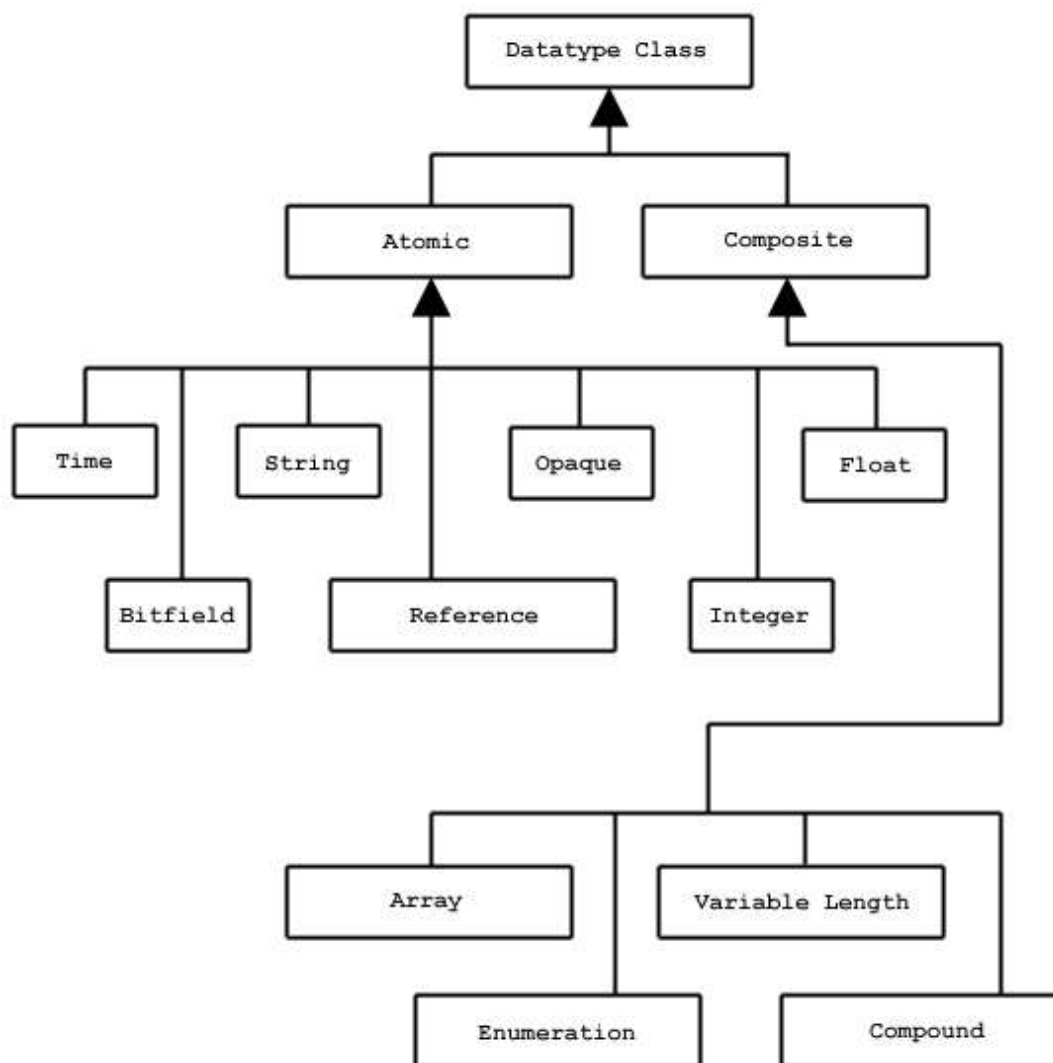 Datatype Class
Atomic
Composite
Time
String
Opaque
Float
Bitfield
Reference
Integer
Array
Variable Length
Enumeration
Compound